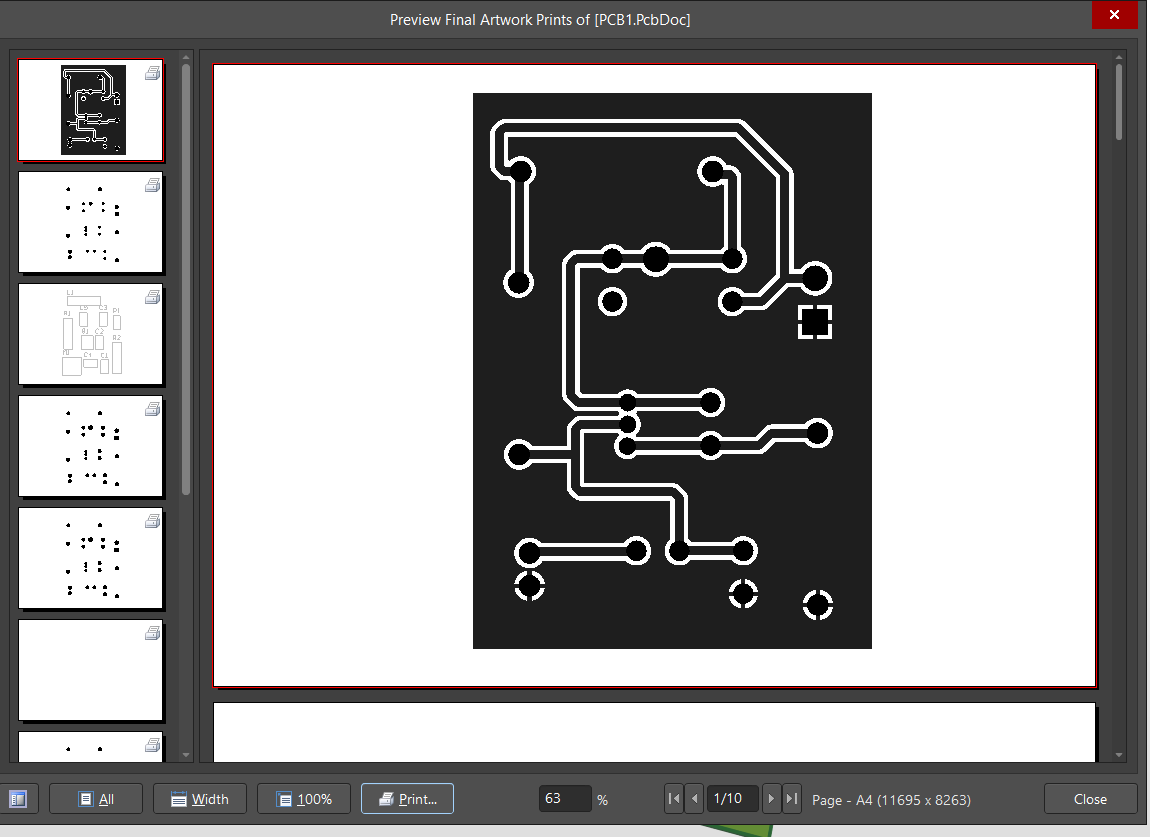 Preview Final Artwork Prints of [PCB1.PcbDoc]
All
Width
100%
Print...
63 %
1/10
Page - A4 (11695 x 8263)
Close